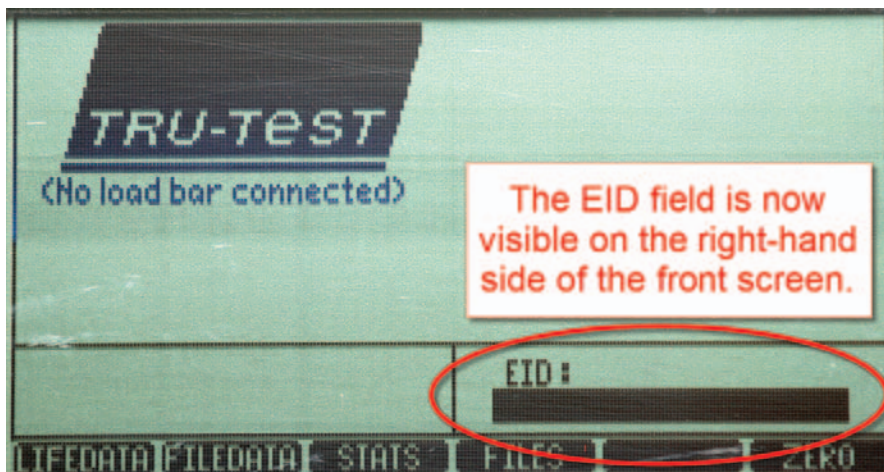 TRU-TEST
(No load bar connected)
The EID field is now
visible on the right-hand
side of the front screen.
EID:
LIFEDATA FILEDATA STATS FILES ZERO